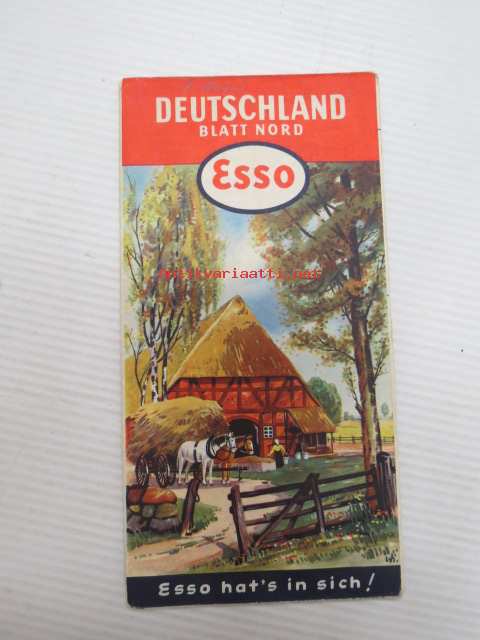 DEUTSCHLAND
BLATT NORD
Esso
antikvariaatti.net
Esso hat's in sich!